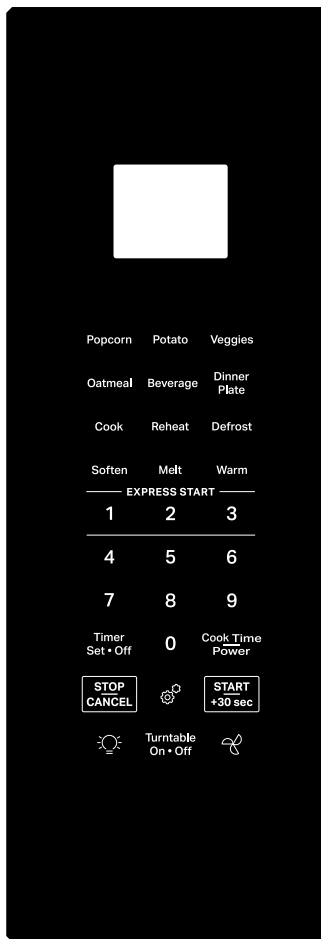 Popcorn Potato Veggies
Oatmeal Beverage Dinner
Plate
Cook Reheat Defrost
Soften Melt Warm
EXPRESS START
1 2 3
4 5 6
7 8 9
Timer
Set • Off
0
Cook Time
Power
STOP
CANCEL
START
+30 sec
Turntable
On • Off